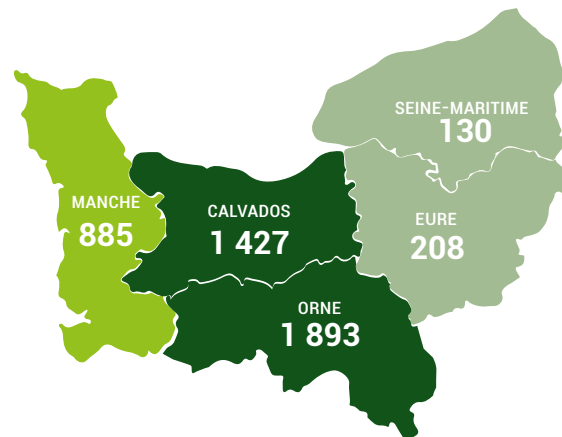 SEINE-MARITIME
130
MANCHE
885
CALVADOS
1 427
EURE
208
ORNE
1 893